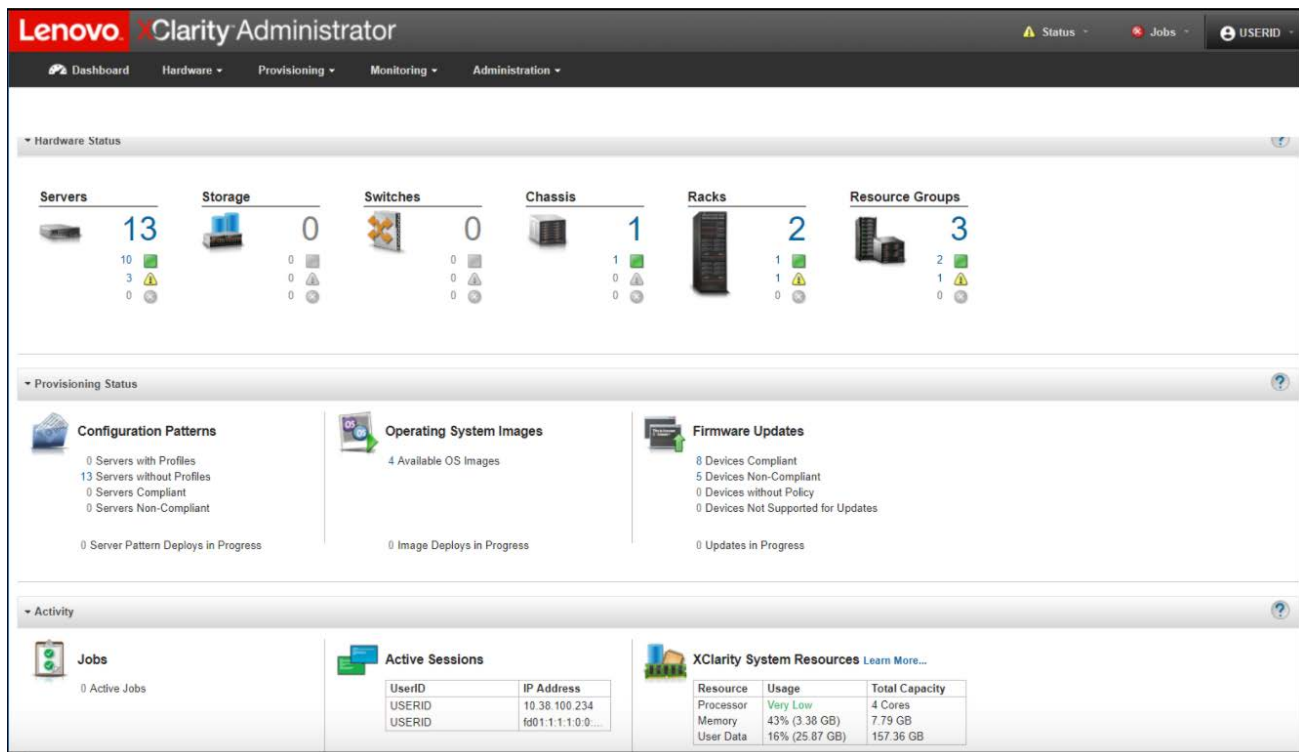 Lenovo. XClarity Administrator
Status
Jobs
USERID
Dashboard Hardware Provisioning Monitoring Administration
Hardware Status
?
Servers Storage Switches Chassis Racks Resource Groups
13 0 0 1 2 3
10 0 0 1 1 2
3 0 0 0 1 1
0 0 0 0 0 0
Provisioning Status
?
Configuration Patterns
0 Servers with Profiles
13 Servers without Profiles
0 Servers Compliant
0 Servers Non-Compliant
0 Server Pattern Deploys in Progress
OS
OS
Operating System Images
4 Available OS Images
0 Image Deploys in Progress
Firmware Updates
8 Devices Compliant
5 Devices Non-Compliant
0 Devices without Policy
0 Devices Not Supported for Updates
0 Updates in Progress
Activity
?
Jobs
0 Active Jobs
Active Sessions
UserID IP Address
USERID 10.38.100.234
USERID fd01:1:1:1:0:0:...
XClarity System Resources Learn More...
Resource Usage Total Capacity
Processor Very Low 4 Cores
Memory 43% (3.38 GB) 7.79 GB
User Data 16% (25.87 GB) 157.36 GB